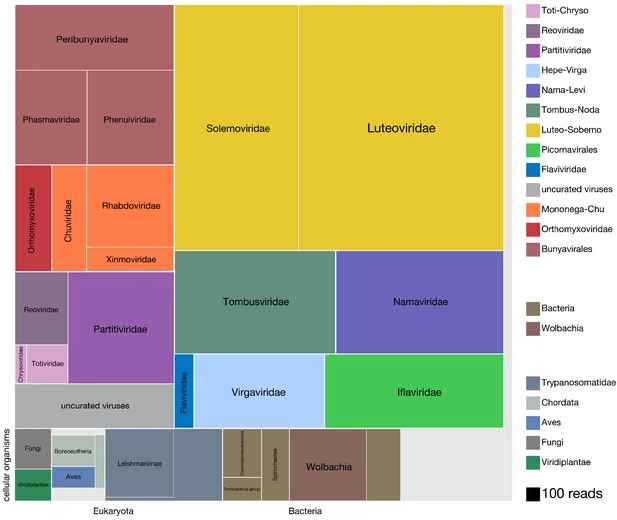 Peribunyaviridae
Phasmaviridae
Phenuiviridae
Solemoviridae
Luteoviridae
Orthomyxoviridae
Chuviridae
Rhabdoviridae
Xinmoviridae
Reoviridae
Partitiviridae
Chrysoviridae
Totiviridae
uncurated viruses
Tombusviridae
Narnaviridae
Flaviviridae
Virgaviridae
Iflaviridae
cellular organisms
Fungi
Viridiplantae
Boreoeutheria
Aves
Leishmaniinae
Gammaproteobacteria
Terrabacteria group
Spirochaetes
Wolbachia
Eukaryota
Bacteria
Toti-Chryso
Reoviridae
Partitiviridae
Hepe-Virga
Narna-Levi
Tombus-Noda
Luteo-Sobemo
Picornavirales
Flaviviridae
uncurated viruses
Mononega-Chu
Orthomyxoviridae
Bunyavirales
Bacteria
Wolbachia
Trypanosomatidae
Chordata
Aves
Fungi
Viridiplantae
100 reads